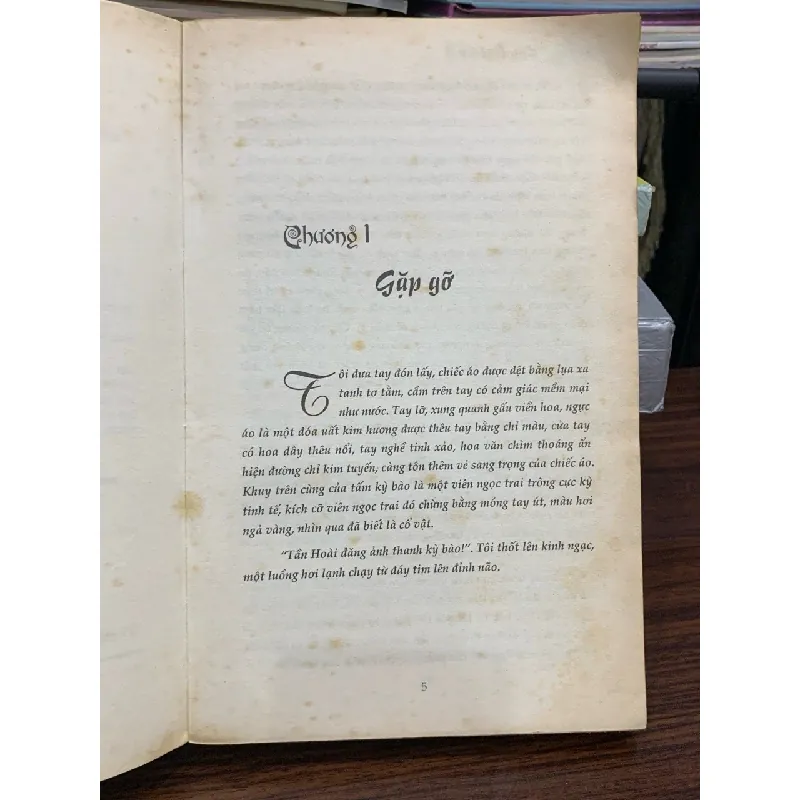 Chương 1
Gặp gỡ
Tôi đưa tay đón lấy, chiếc áo được dệt bằng lụa xa
tanh tơ tằm, cầm trên tay có cảm giác mềm mại
như nước. Tay lỡ, xung quanh gấu viền hoa, ngực
áo là một đóa uất kim hương được thêu tay bằng chỉ màu, cửa tay
có hoa dây thêu nổi, tay nghề tinh xảo, hoa văn chìm thoáng ẩn
hiện đường chỉ kim tuyến, càng tôn thêm vẻ sang trọng của chiếc áo.
Khuy trên cùng của tấm kỳ bào là một viên ngọc trai trông cực kỳ
tinh tế, kích cỡ viên ngọc trai đó chừng bằng móng tay út, màu hơi
ngả vàng, nhìn qua đã biết là cổ vật.
“Tần Hoài đăng ảnh thanh kỳ bào!”. Tôi thốt lên kinh ngạc,
một luồng hơi lạnh chạy từ đáy tim lên đỉnh não.
5